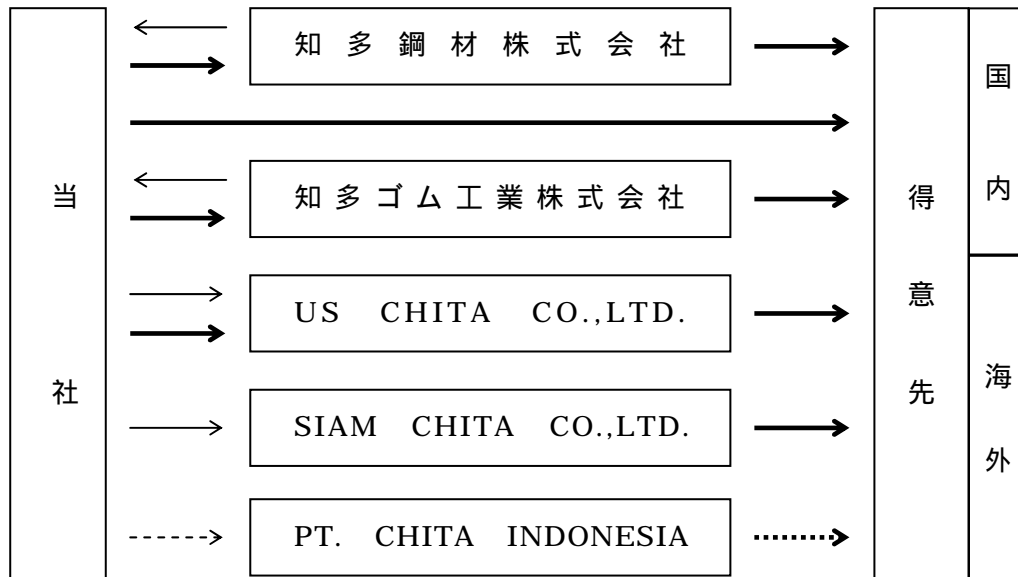 当社
知多鋼材株式会社
知多ゴム工業株式会社
US CHITA CO.,LTD.
SIAM CHITA CO.,LTD.
PT. CHITA INDONESIA
得意先
国内
海外